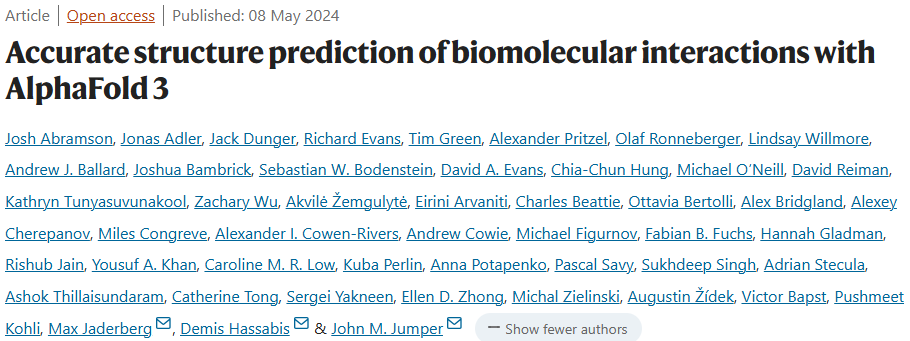 Article | Open access | Published: 08 May 2024
Accurate structure prediction of biomolecular interactions with
AlphaFold 3
Josh Abramson, Jonas Adler, Jack Dunger, Richard Evans, Tim Green, Alexander Pritzel, Olaf Ronneberger, Lindsay Willmore,
Andrew J. Ballard, Joshua Bambrick, Sebastian W. Bodenstein, David A. Evans, Chia-Chun Hung, Michael O’Neill, David Reiman,
Kathryn Tunyasuvunakool, Zachary Wu, Akvilė Žemgulytė, Eirini Arvaniti, Charles Beattie, Ottavia Bertolli, Alex Bridgland, Alexey
Cherepanov, Miles Congreve, Alexander I. Cowen-Rivers, Andrew Cowie, Michael Figurnov, Fabian B. Fuchs, Hannah Gladman,
Rishub Jain, Yousuf A. Khan, Caroline M. R. Low, Kuba Perlin, Anna Potapenko, Pascal Savy, Sukhdeep Singh, Adrian Stecula,
Ashok Thillaisundaram, Catherine Tong, Sergei Yakneen, Ellen D. Zhong, Michal Zielinski, Augustin Žídek, Victor Bapst, Pushmeet
Kohli, Max Jaderberg, Demis Hassabis & John M. Jumper — Show fewer authors